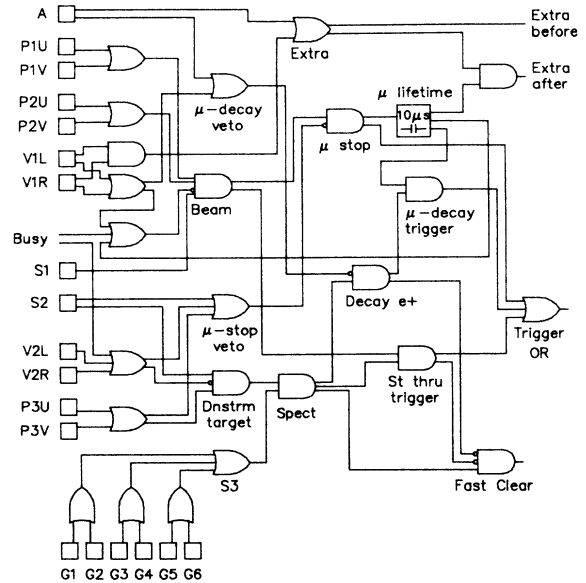 A
Extra
before
P1U
P1V
Extra
μ lifetime
Extra
after
P2U
P2V
μ-decay
veto
10μs
μ stop
V1L
V1R
Beam
μ-decay
trigger
Busy
S1
S2
Decay e+
μ-stop
veto
Trigger
OR
V2L
V2R
Dnstrm
target
Spect
St thru
trigger
P3U
P3V
S3
Fast Clear
G1 G2 G3 G4 G5 G6